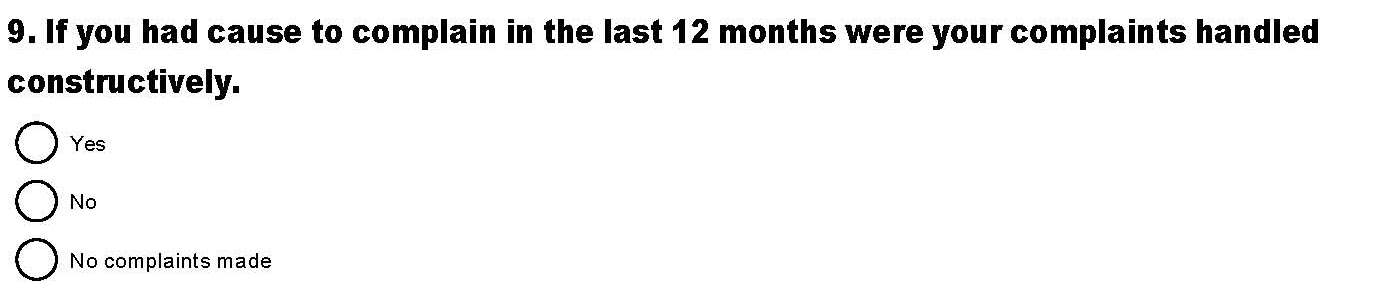 9. If you had cause to complain in the last 12 months were your complaints handled
constructively.
Yes
No
No complaints made